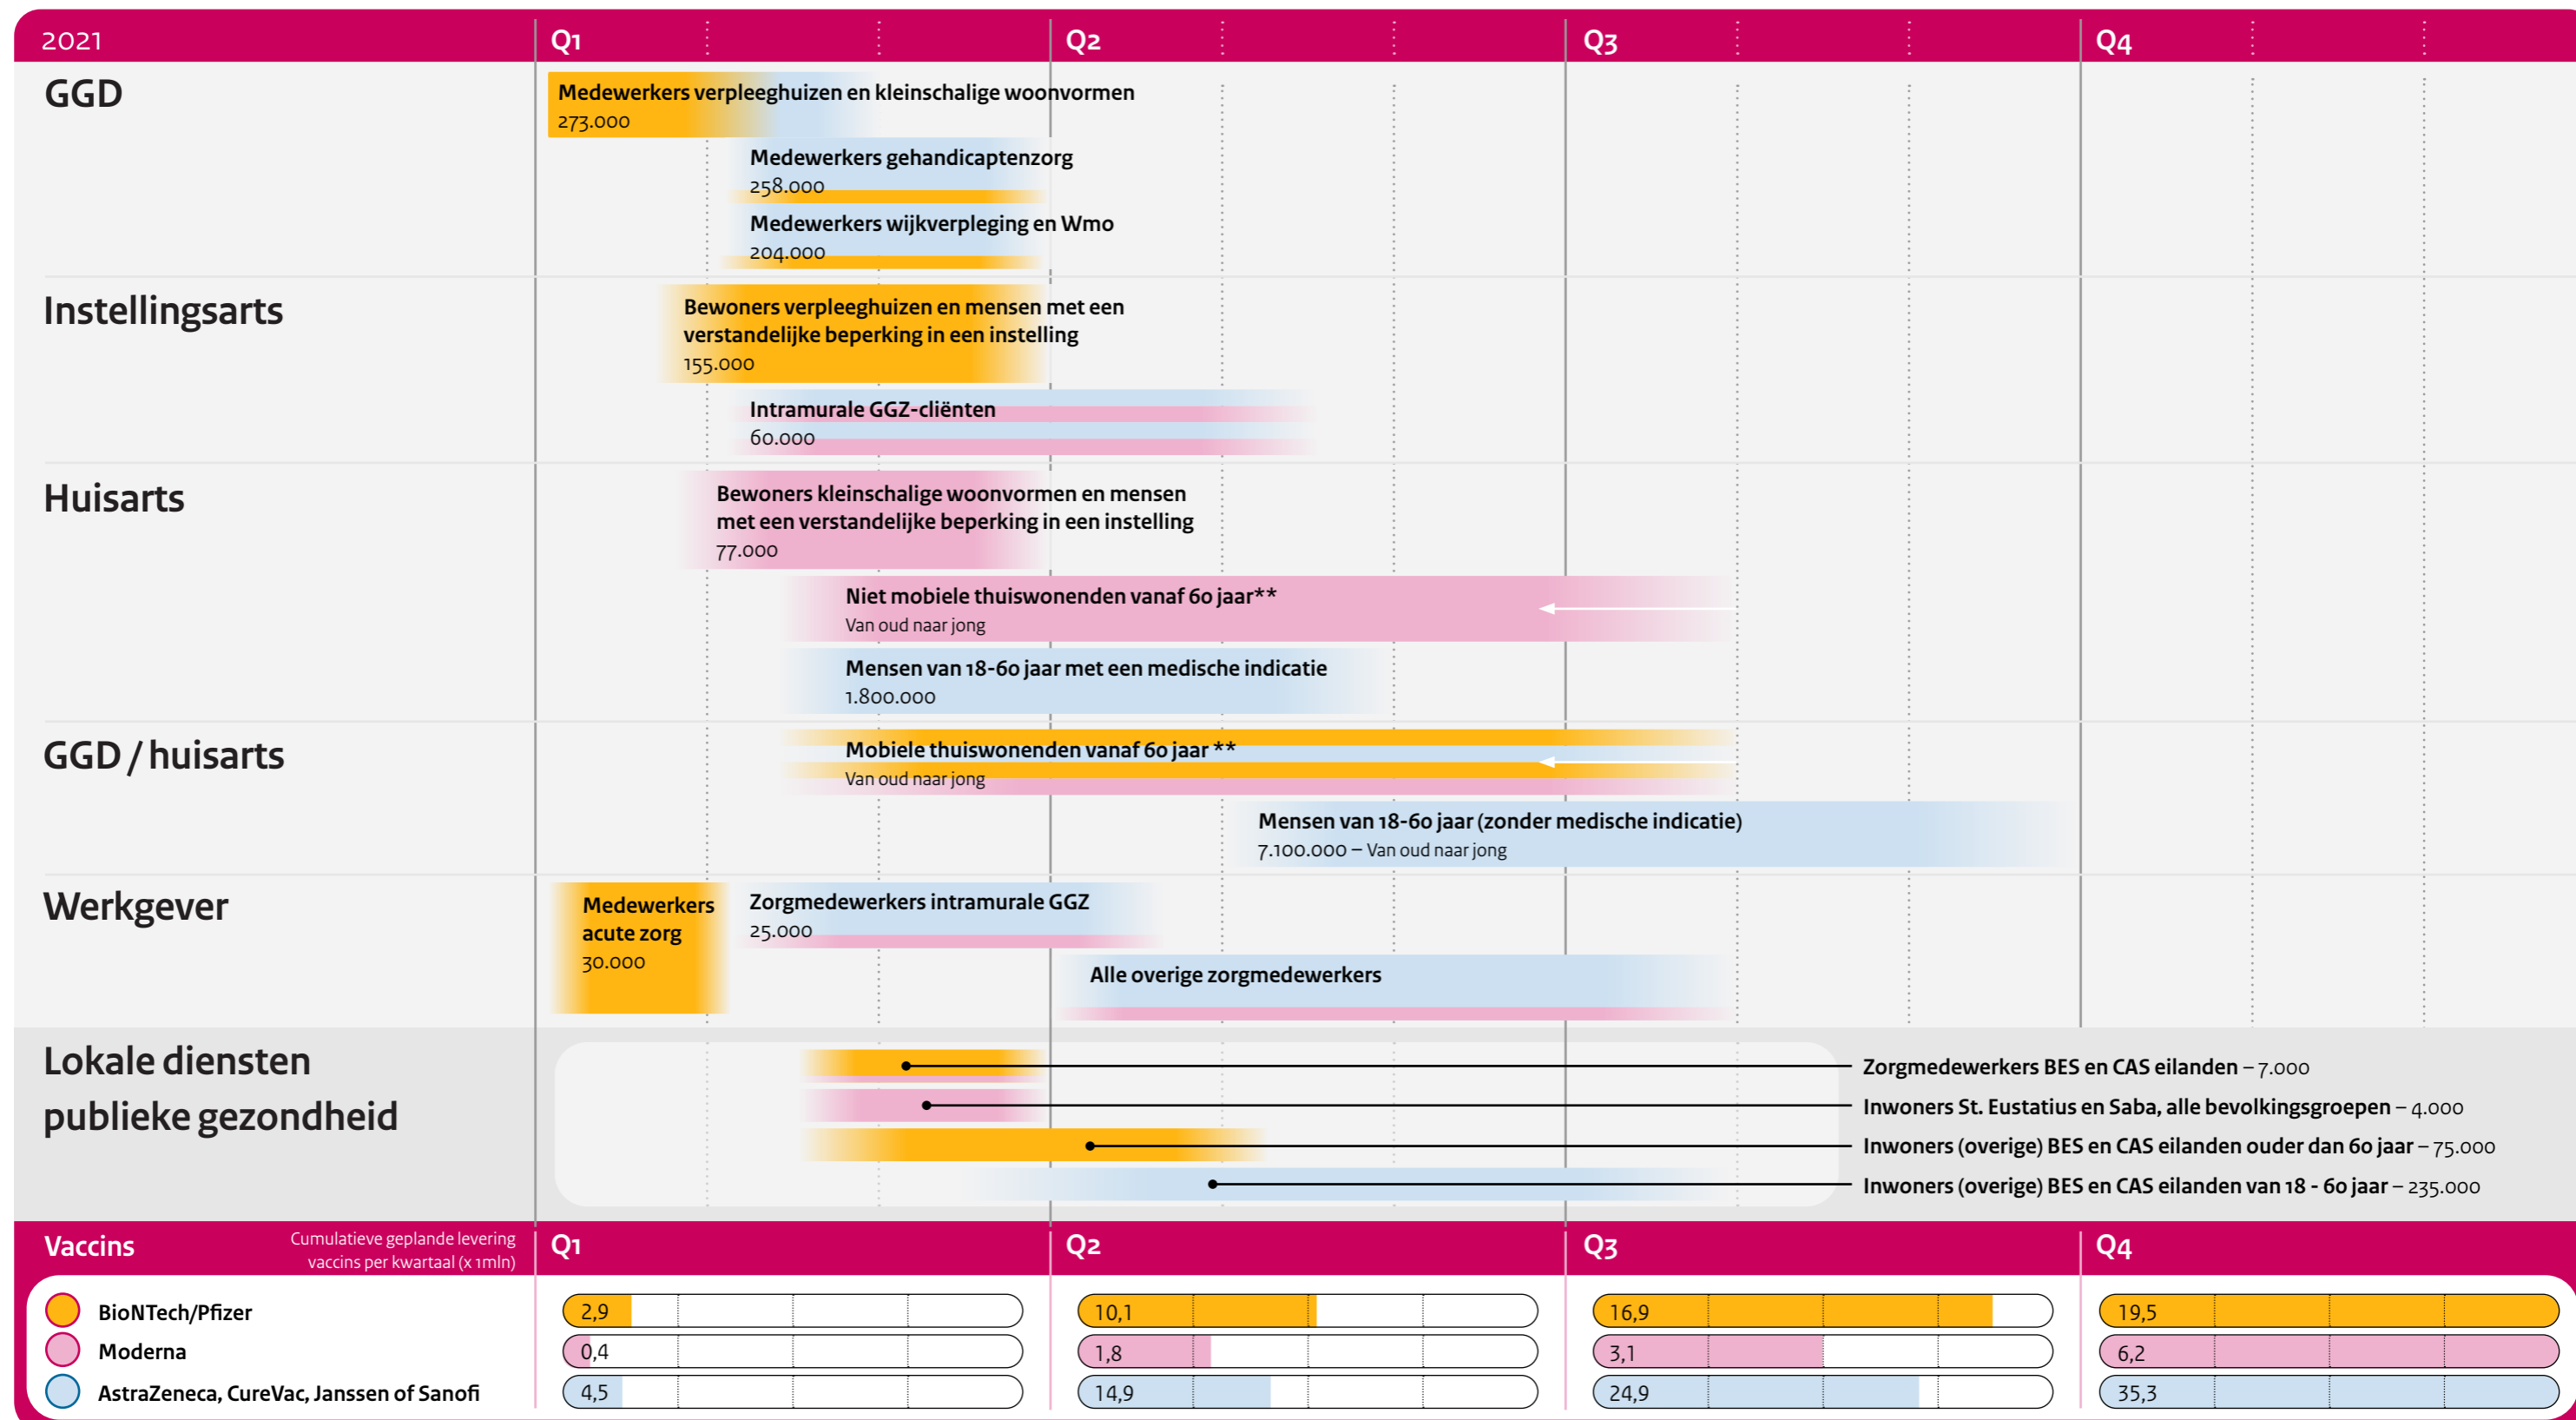 2021
Q1
Q2
Q3
Q4
GGD
Medewerkers verpleeghuizen en kleinschalige woonvormen
273.000
Medewerkers gehandicaptenzorg
258.000
Medewerkers wijkverpleging en Wmo
204.000
Instellingsarts
Bewoners verpleeghuizen en mensen met een
verstandelijke beperking in een instelling
155.000
Intramurale GGZ-cliënten
60.000
Huisarts
Bewoners kleinschalige woonvormen en mensen
met een verstandelijke beperking in een instelling
77.000
Niet mobiele thuiswonenden vanaf 60 jaar**
Van oud naar jong
Mensen van 18-60 jaar met een medische indicatie
1.800.000
GGD / huisarts
Mobiele thuiswonenden vanaf 60 jaar **
Van oud naar jong
Mensen van 18-60 jaar (zonder medische indicatie)
7.100.000 – Van oud naar jong
Werkgever
Medewerkers
acute zorg
30.000
Zorgmedewerkers intramurale GGZ
25.000
Alle overige zorgmedewerkers
Lokale diensten
publieke gezondheid
Zorgmedewerkers BES en CAS eilanden – 7.000
Inwoners St. Eustatius en Saba, alle bevolkingsgroepen – 4.000
Inwoners (overige) BES en CAS eilanden ouder dan 60 jaar – 75.000
Inwoners (overige) BES en CAS eilanden van 18 - 60 jaar – 235.000
Vaccins
Cumulatieve geplande levering
vaccins per kwartaal (x 1mln)
Q1
Q2
Q3
Q4
BioNTech/Pfizer
2,9
10,1
16,9
19,5
Moderna
0,4
1,8
3,1
6,2
AstraZeneca, CureVac, Janssen of Sanofi
4,5
14,9
24,9
35,3